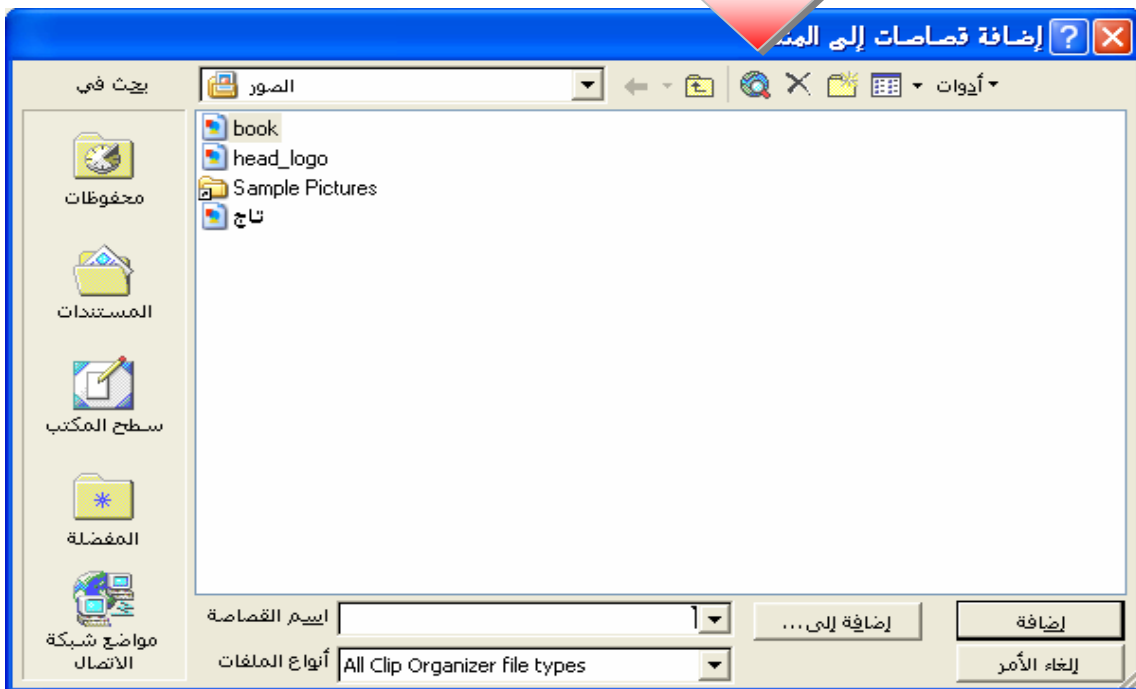 إضافة قصاصات إلى
بحث في
الصور
أدوات
محفوظات
المستندات
سطح المكتب
المفضلة
مواضع شبكة
الاتصال
book
head_logo
Sample Pictures
تاج
اسم القصاصة
إضافة إلى...
إضافة
أنواع الملفات
All Clip Organizer file types
إلغاء الأمر